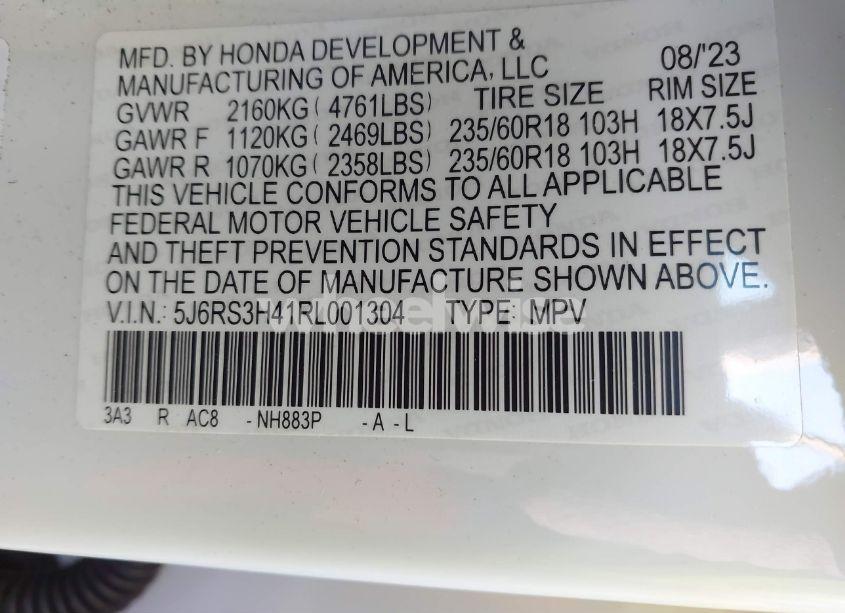 MFD. BY HONDA DEVELOPMENT & 08/'23
MANUFACTURING OF AMERICA, LLC
GVWR 2160KG ( 4761LBS) TIRE SIZE RIM SIZE
GAWR F 1120KG ( 2469LBS) 235/60R18 103H 18X7.5J
GAWR R 1070KG ( 2358LBS) 235/60R18 103H 18X7.5J
THIS VEHICLE CONFORMS TO ALL APPLICABLE
FEDERAL MOTOR VEHICLE SAFETY
AND THEFT PREVENTION STANDARDS IN EFFECT
ON THE DATE OF MANUFACTURE SHOWN ABOVE.
V.I.N.: 5J6RS3H41RL001304 TYPE: MPV
3A3 R AC8 -NH883P -A -L